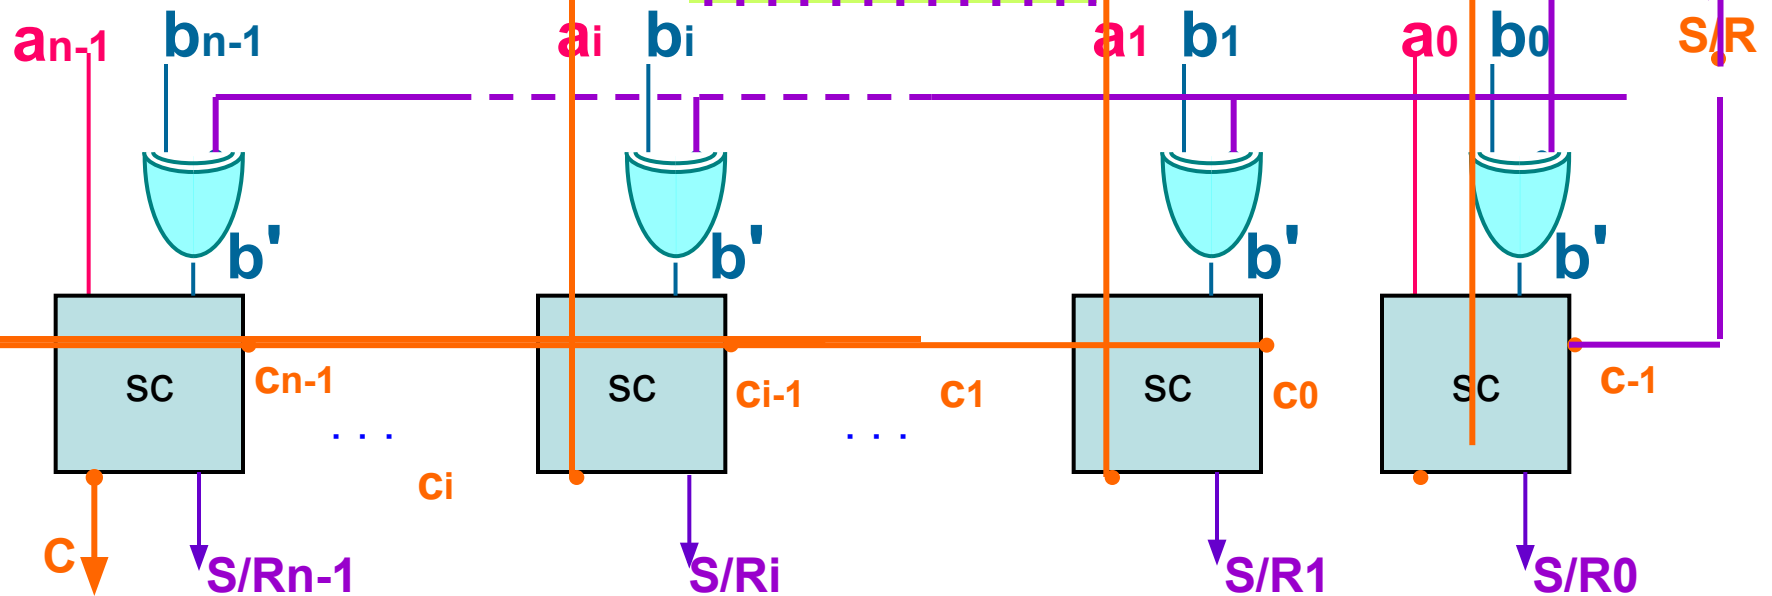 an-1 bn-1 ai bi a1 b1 a0 b0 S/R
b' b' b' b'
SC SC SC SC
cn-1 ci-1 c1 c0 c-1
. . . . . .
ci
C S/Rn-1 S/Ri S/R1 S/R0